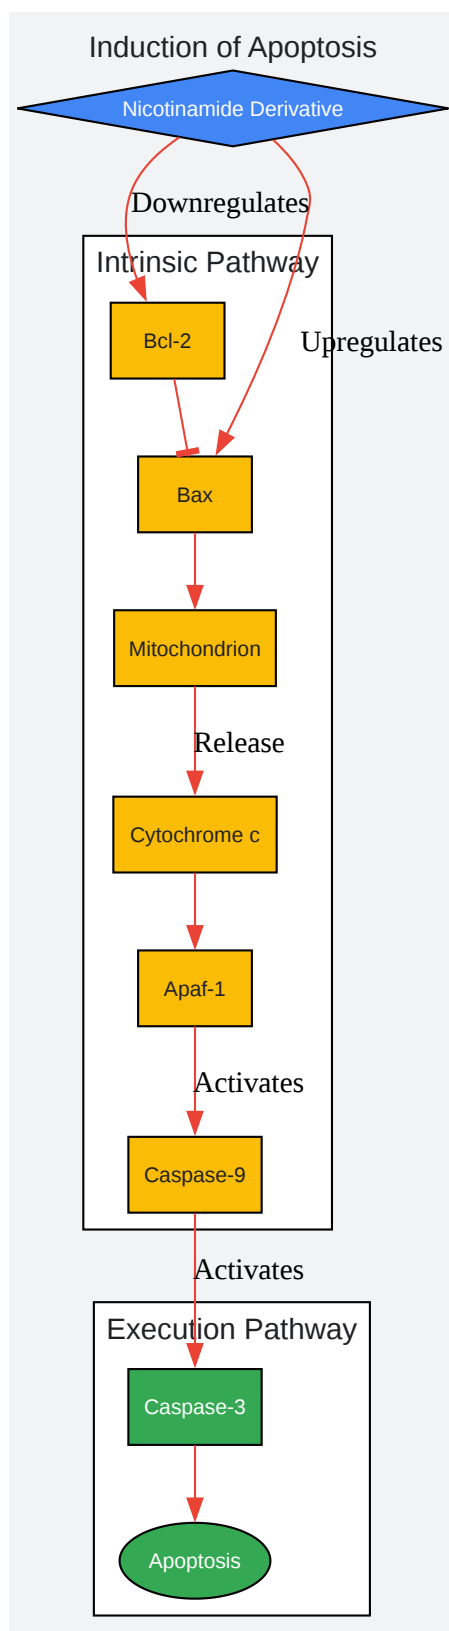 Induction of Apoptosis
Nicotinamide Derivative
Downregulates
Intrinsic Pathway
Bcl-2
Upregulates
Bax
Mitochondrion
Release
Cytochrome c
Apaf-1
Activates
Caspase-9
Activates
Execution Pathway
Caspase-3
Apoptosis